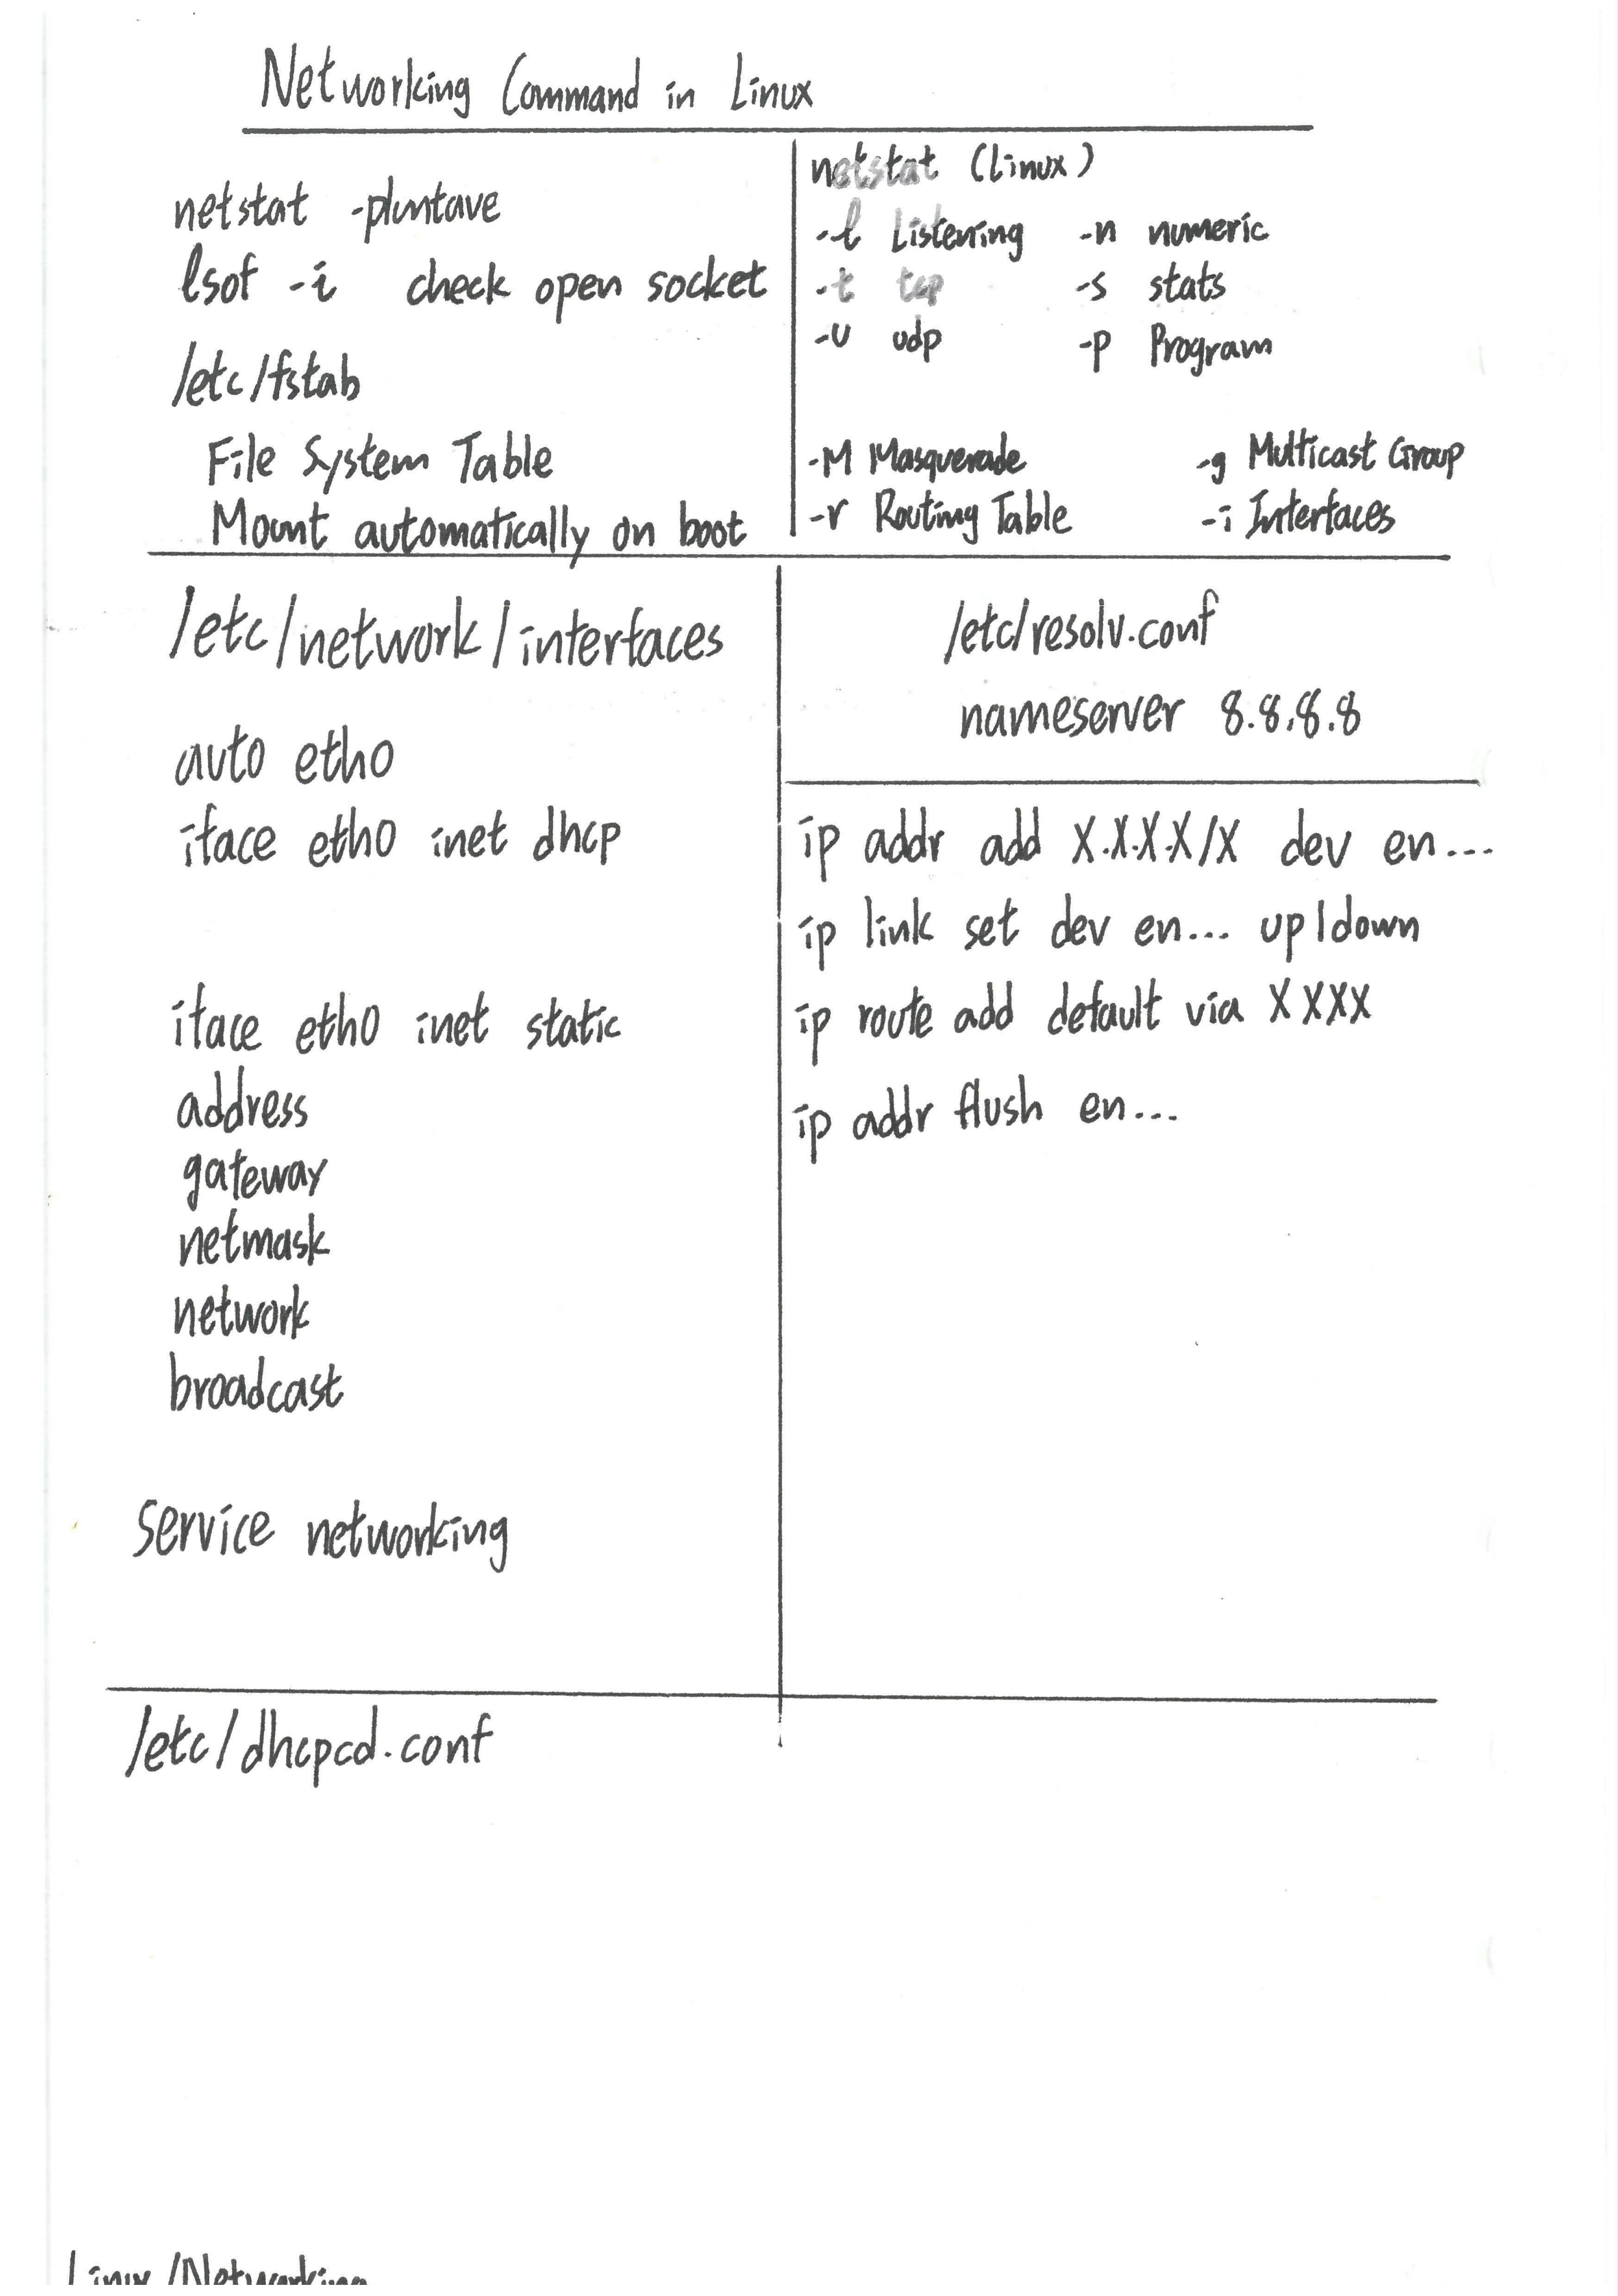 Networking Command in Linux
netstat -pluntave
lsof -i check open socket
/etc/fstab
File System Table
Mount automatically on boot
netstat (Linux)
-l Listening -n numeric
-t tcp -s stats
-u udp -p Program
-M Masquerade -g Multicast Group
-r Routing Table -i Interfaces
/etc/network/interfaces
auto eth0
iface eth0 inet dhcp
iface eth0 inet static
address
gateway
netmask
network
broadcast
service networking
/etc/resolv.conf
nameserver 8.8.8.8
ip addr add X.X.X.X/X dev en...
ip link set dev en... up|down
ip route add default via X X X X
ip addr flush en...
/etc/dhcpcd.conf
Linux/Networking